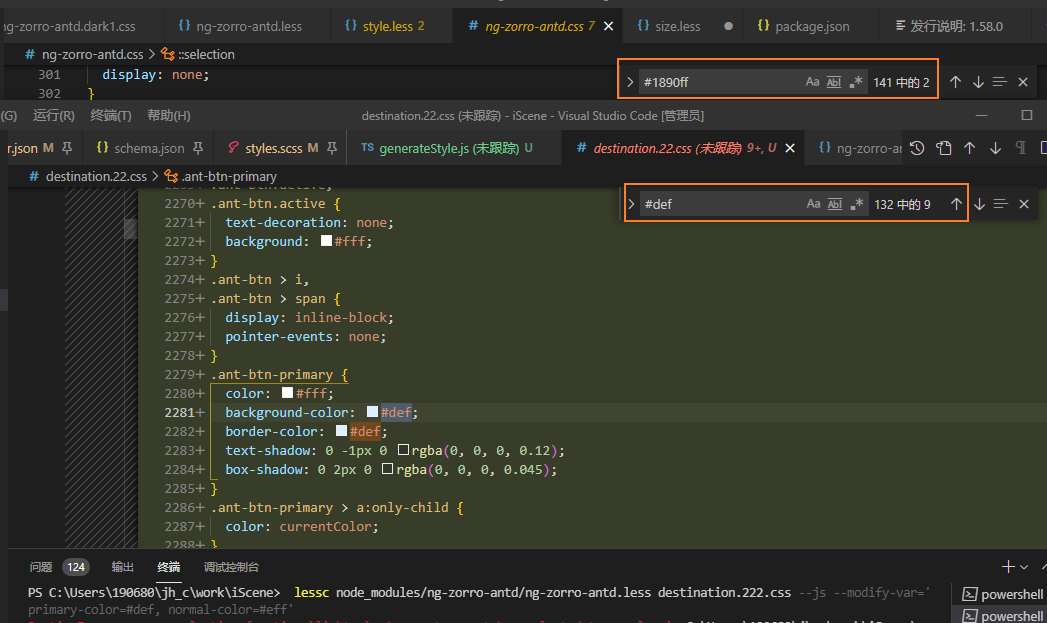 ng-zorro-antd.dark1.css ng-zorro-antd.less style.less 2 ng-zorro-antd.css 7 size.less package.json 发行说明: 1.58.0
# ng-zorro-antd.css > ::selection
301 display: none; #1890ff Aa Abl .* 141 中的 2
302 }
(G) 运行(R) 终端(T) 帮助(H) destination.22.css (未跟踪) - iScene - Visual Studio Code [管理员]
r.json M schema.json styles.scss M TS generateStyle.js (未跟踪) U # destination.22.css (未跟踪) 9+, U ng-zorro-an
# destination.22.css > .ant-btn-primary
2270+ .ant-btn.active { #def Aa Abl .* 132 中的 9
2271+ text-decoration: none;
2272+ background: #fff;
2273+ }
2274+ .ant-btn > i,
2275+ .ant-btn > span {
2276+ display: inline-block;
2277+ pointer-events: none;
2278+ }
2279+ .ant-btn-primary {
2280+ color: #fff;
2281+ background-color: #def;
2282+ border-color: #def;
2283+ text-shadow: 0 -1px 0 rgba(0, 0, 0, 0.12);
2284+ box-shadow: 0 2px 0 rgba(0, 0, 0, 0.045);
2285+ }
2286+ .ant-btn-primary > a:only-child {
2287+ color: currentColor;
2288+ }
问题 124 输出 终端 调试控制台
PS C:\Users\190680\jh_c\work\iScene> lessc node_modules/ng-zorro-antd/ng-zorro-antd.less destination.222.css --js --modify-var='
primary-color=#def, normal-color=#eff'
powershell
powershell